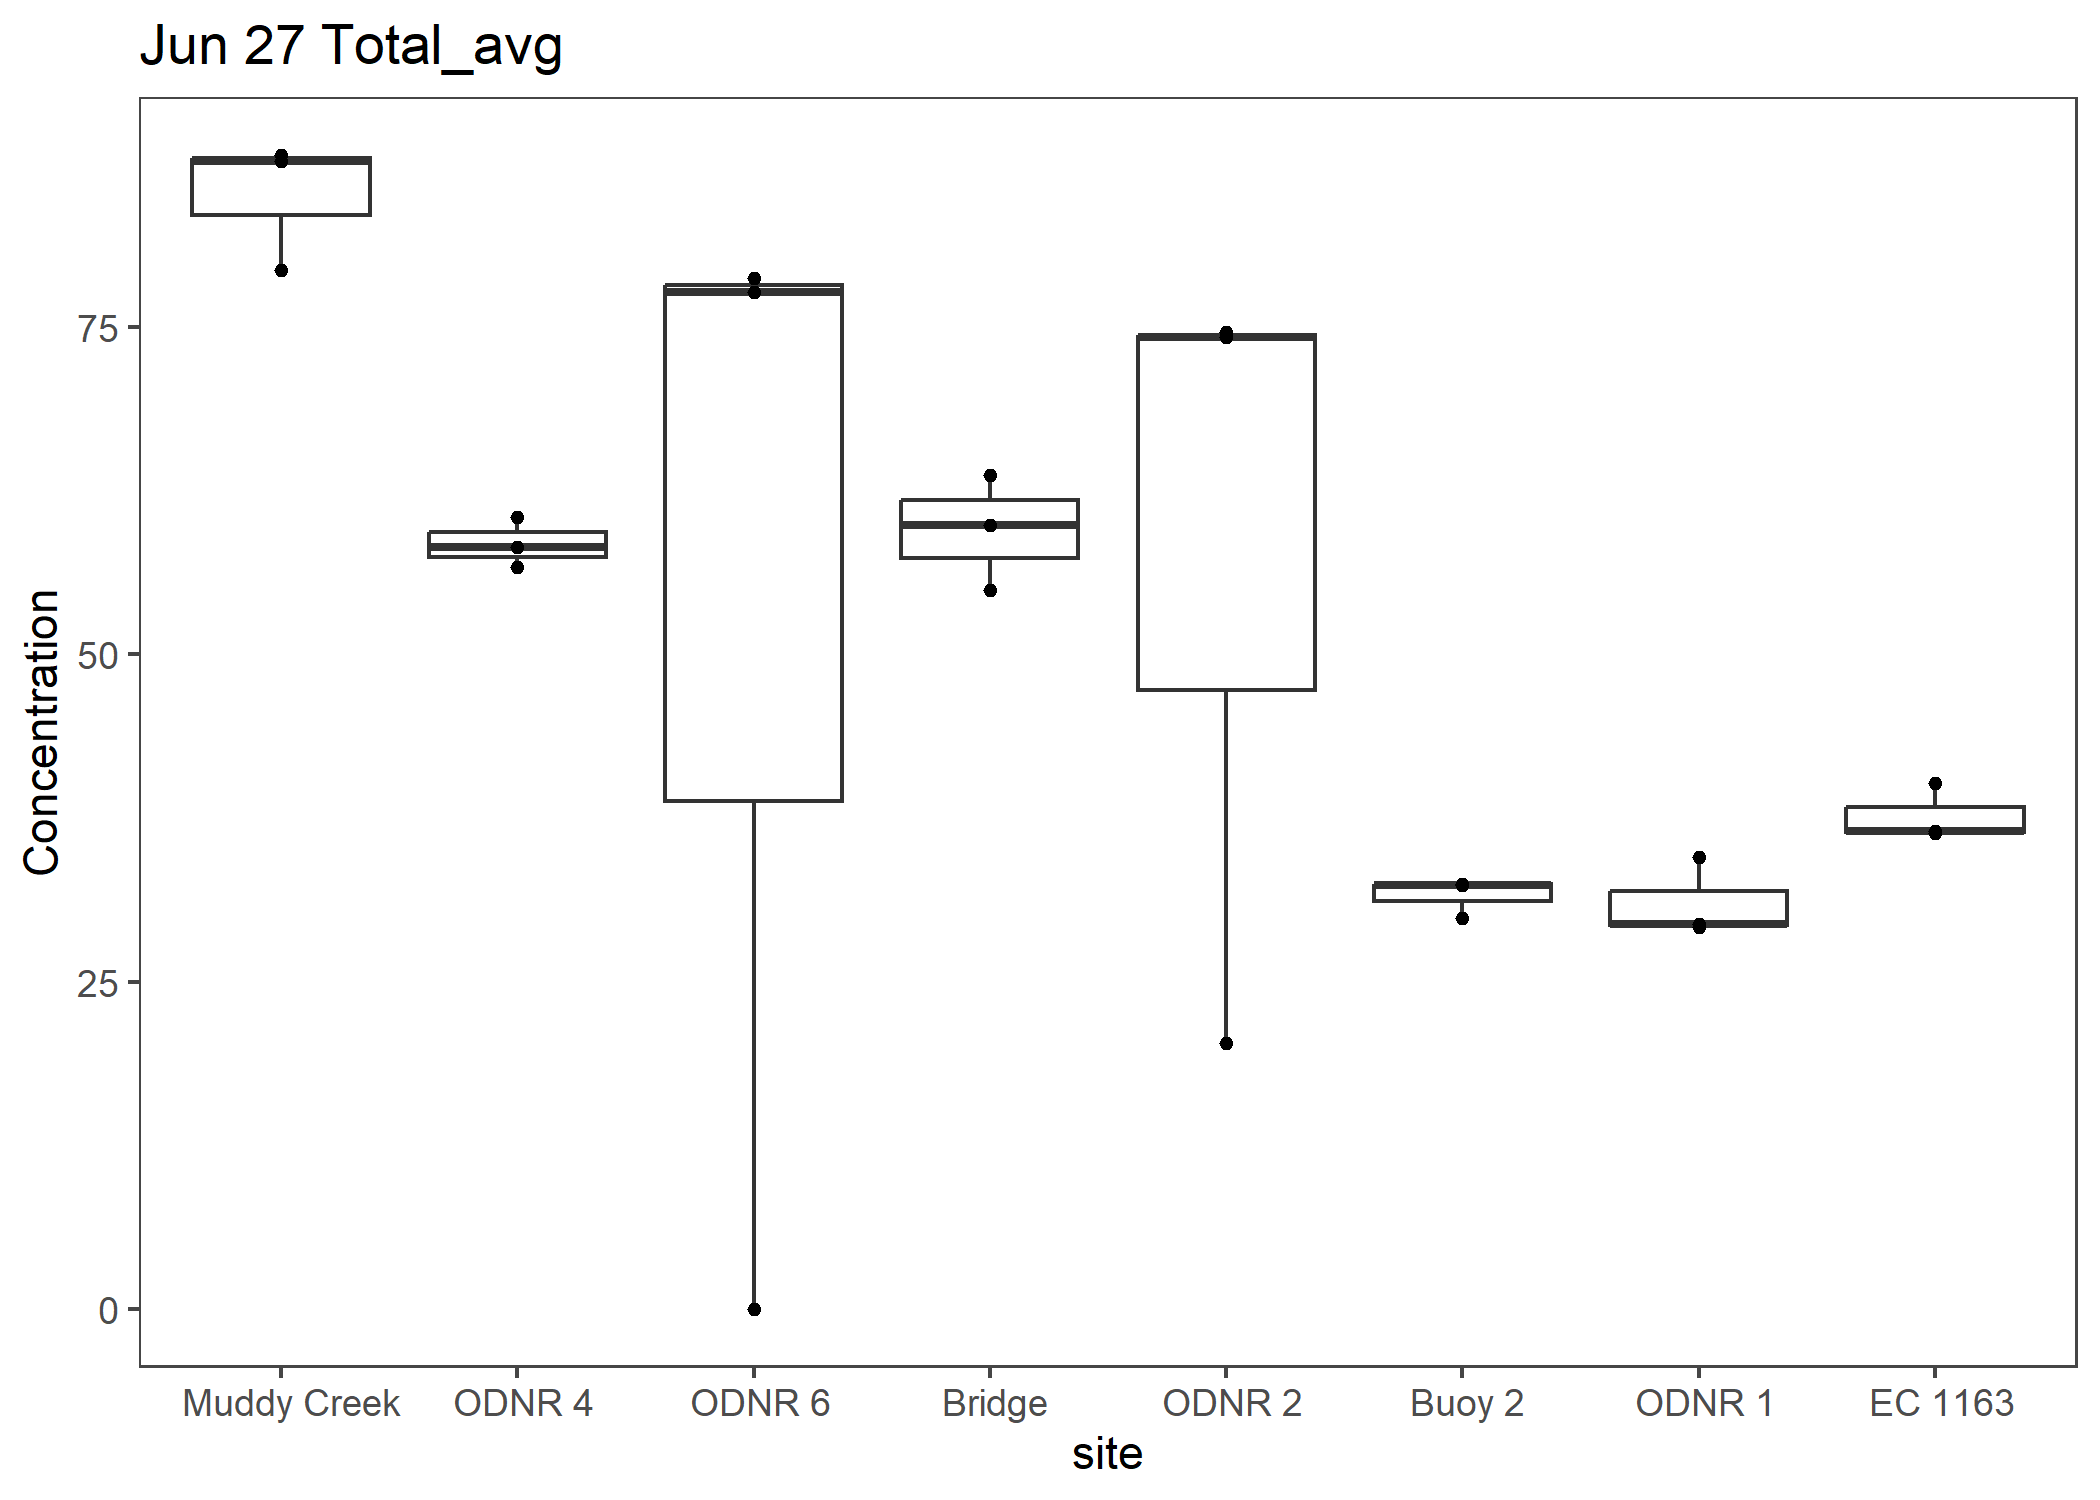 Jun 27 Total_avg
Concentration
75
50
25
0
Muddy Creek ODNR 4 ODNR 6 Bridge ODNR 2 Buoy 2 ODNR 1 EC 1163
site